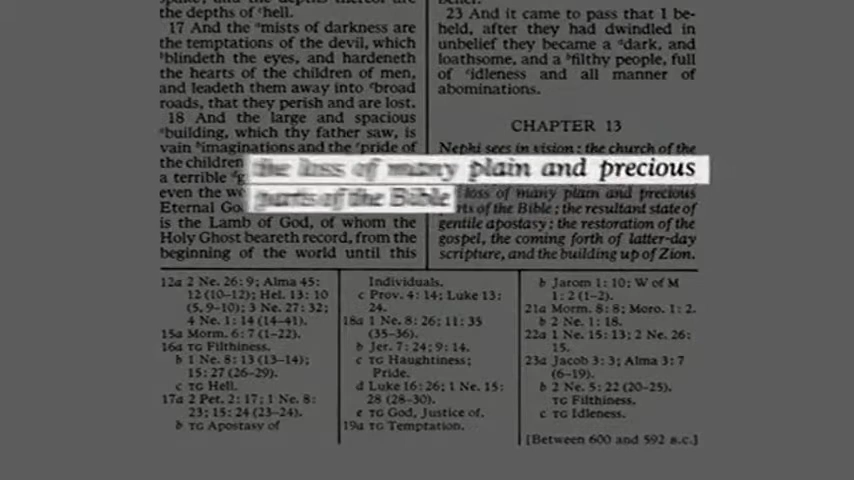 the depths of ᶜhell.
17 And the ᵃmists of darkness are
the temptations of the devil, which
ᵇblindeth the eyes, and hardeneth
the hearts of the children of men,
and leadeth them away into ᶜbroad
roads, that they perish and are lost.
18 And the large and spacious
ᵃbuilding, which thy father saw, is
vain ᵇimaginations and the ᶜpride of
the children
a terrible ᵈg
even the w
Eternal Go
is the Lamb of God, of whom the
Holy Ghost beareth record, from the
beginning of the world until this
23 And it came to pass that I be-
held, after they had dwindled in
unbelief they became a ᵃdark, and
loathsome, and a ᵇfilthy people, full
of ᶜidleness and all manner of
abominations.
CHAPTER 13
Nephi sees in vision: the church of the
the loss of many plain and precious
parts of the Bible
loss of many plain and precious
rts of the Bible; the resultant state of
gentile apostasy; the restoration of the
gospel, the coming forth of latter-day
scripture, and the building up of Zion.
12a 2 Ne. 26: 9; Alma 45:
12 (10–12); Hel. 13: 10
(5, 9–10); 3 Ne. 27: 32;
4 Ne. 1: 14 (14–41).
15a Morm. 6: 7 (1–22).
16a TG Filthiness.
b 1 Ne. 8: 13 (13–14);
15: 27 (26–29).
c TG Hell.
17a 2 Pet. 2: 17; 1 Ne. 8:
23; 15: 24 (23–24).
b TG Apostasy of
Individuals.
c Prov. 4: 14; Luke 13:
24.
18a 1 Ne. 8: 26; 11: 35
(35–36).
b Jer. 7: 24; 9: 14.
c TG Haughtiness;
Pride.
d Luke 16: 26; 1 Ne. 15:
28 (28–30).
e TG God, Justice of.
19a TG Temptation.
b Jarom 1: 10; W of M
1: 2 (1–2).
21a Morm. 8: 8; Moro. 1: 2.
b 2 Ne. 1: 18.
22a 1 Ne. 15: 13; 2 Ne. 26:
15.
23a Jacob 3: 3; Alma 3: 7
(6–19).
b 2 Ne. 5: 22 (20–25).
TG Filthiness.
c TG Idleness.
[Between 600 and 592 B.C.]